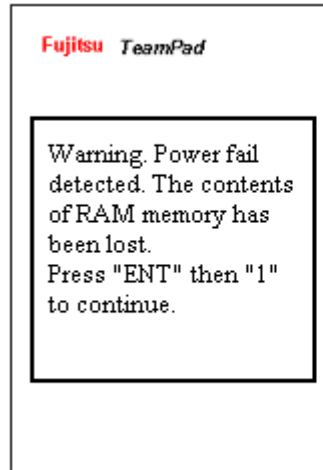 Fujitsu TeamPad
Warning. Power fail
detected. The contents
of RAM memory has
been lost.
Press "ENT" then "1"
to continue.